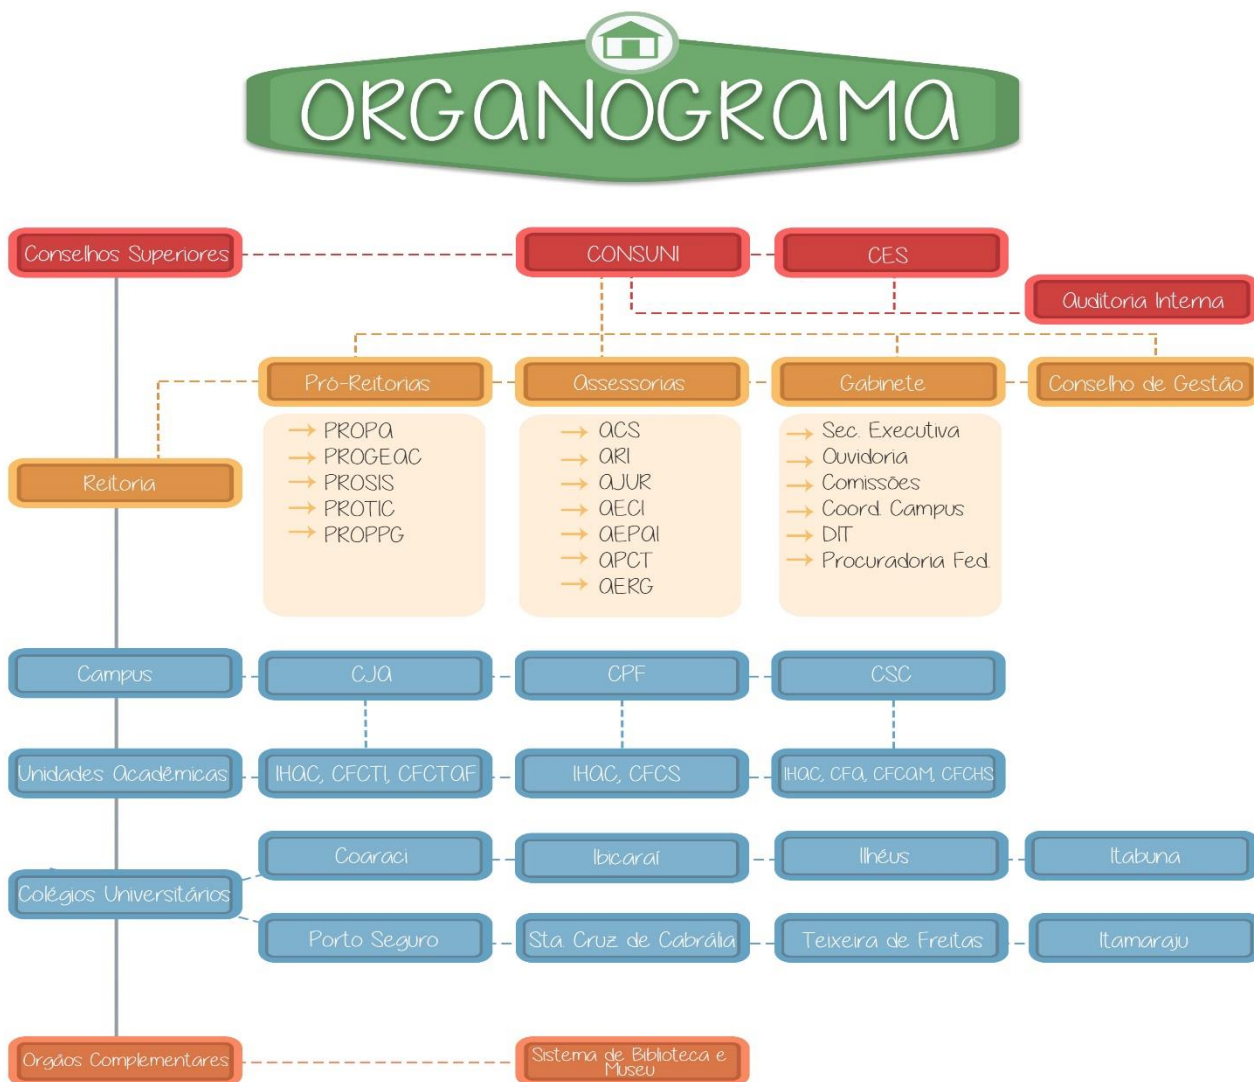 ORGANOGRAMA
Conselhos Superiores
CONSUNI
CES
Auditoria Interna
Pró-Reitorias
Assessorias
Gabinete
Conselho de Gestão
Reitoria
→ PROPA
→ PROGEAC
→ PROSIS
→ PROTIC
→ PROPPG
→ ACS
→ ARI
→ AJUR
→ AECI
→ AEPAI
→ APCT
→ AERG
→ Sec. Executiva
→ Ouvidoria
→ Comissões
→ Coord. Campus
→ DIT
→ Procuradoria Fed.
Campus
CJA
CPF
CSC
Unidades Acadêmicas
IHAC, CFCTI, CFCTAF
IHAC, CFCS
IHAC, CFA, CFCAM, CFCHS
Colégios Universitários
Coaraci
Ibicaraí
Ilhéus
Itabuna
Porto Seguro
Sta. Cruz de Cabrália
Teixeira de Freitas
Itamaraju
Orgãos Complementares
Sistema de Biblioteca e
Museu